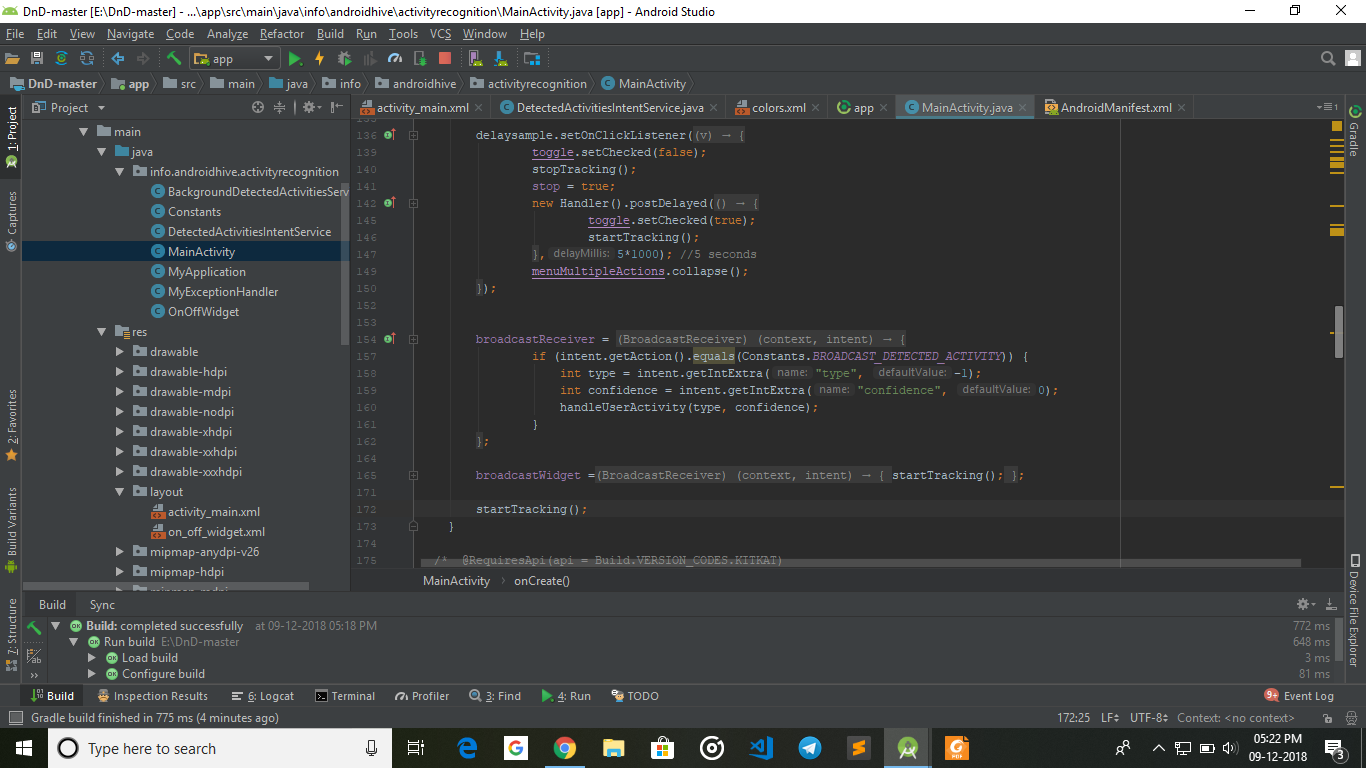 DnD-master [E:\DnD-master] - ...\app\src\main\java\info\androidhive\activityrecognition\MainActivity.java [app] - Android Studio
File Edit View Navigate Code Analyze Refactor Build Run Tools VCS Window Help
app
DnD-master app src main java info androidhive activityrecognition MainActivity
Project
activity_main.xml DetectedActivitiesIntentService.java colors.xml app MainActivity.java AndroidManifest.xml
1: Project
Captures
2: Favorites
Build Variants
7: Structure
main
java
info.androidhive.activityrecognition
BackgroundDetectedActivitiesServ
Constants
DetectedActivitiesIntentService
MainActivity
MyApplication
MyExceptionHandler
OnOffWidget
res
drawable
drawable-hdpi
drawable-mdpi
drawable-nodpi
drawable-xhdpi
drawable-xxhdpi
drawable-xxxhdpi
layout
activity_main.xml
on_off_widget.xml
mipmap-anydpi-v26
mipmap-hdpi
mipmap-mdpi
136 delaysample.setOnClickListener((v) → {
139 toggle.setChecked(false);
140 stopTracking();
141 stop = true;
142 new Handler().postDelayed(() → {
145 toggle.setChecked(true);
146 startTracking();
147 }, delayMillis: 5*1000); //5 seconds
149 menuMultipleActions.collapse();
150 });
152
153
154 broadcastReceiver = (BroadcastReceiver) (context, intent) → {
157 if (intent.getAction().equals(Constants.BROADCAST_DETECTED_ACTIVITY)) {
158 int type = intent.getIntExtra( name: "type", defaultValue: -1);
159 int confidence = intent.getIntExtra( name: "confidence", defaultValue: 0);
160 handleUserActivity(type, confidence);
161 }
162 };
164
165 broadcastWidget =(BroadcastReceiver) (context, intent) → { startTracking(); };
171
172 startTracking();
173 }
174
175 /* @RequiresApi(api = Build.VERSION_CODES.KITKAT)
MainActivity onCreate()
Gradle
Device File Explorer
Build Sync
Build: completed successfully at 09-12-2018 05:18 PM 772 ms
Run build E:\DnD-master 648 ms
Load build 3 ms
Configure build 81 ms
Build Inspection Results 6: Logcat Terminal Profiler 3: Find 4: Run TODO 9+ Event Log
Gradle build finished in 775 ms (4 minutes ago) 172:25 LF UTF-8 Context: <no context>
Type here to search
05:22 PM
09-12-2018
3